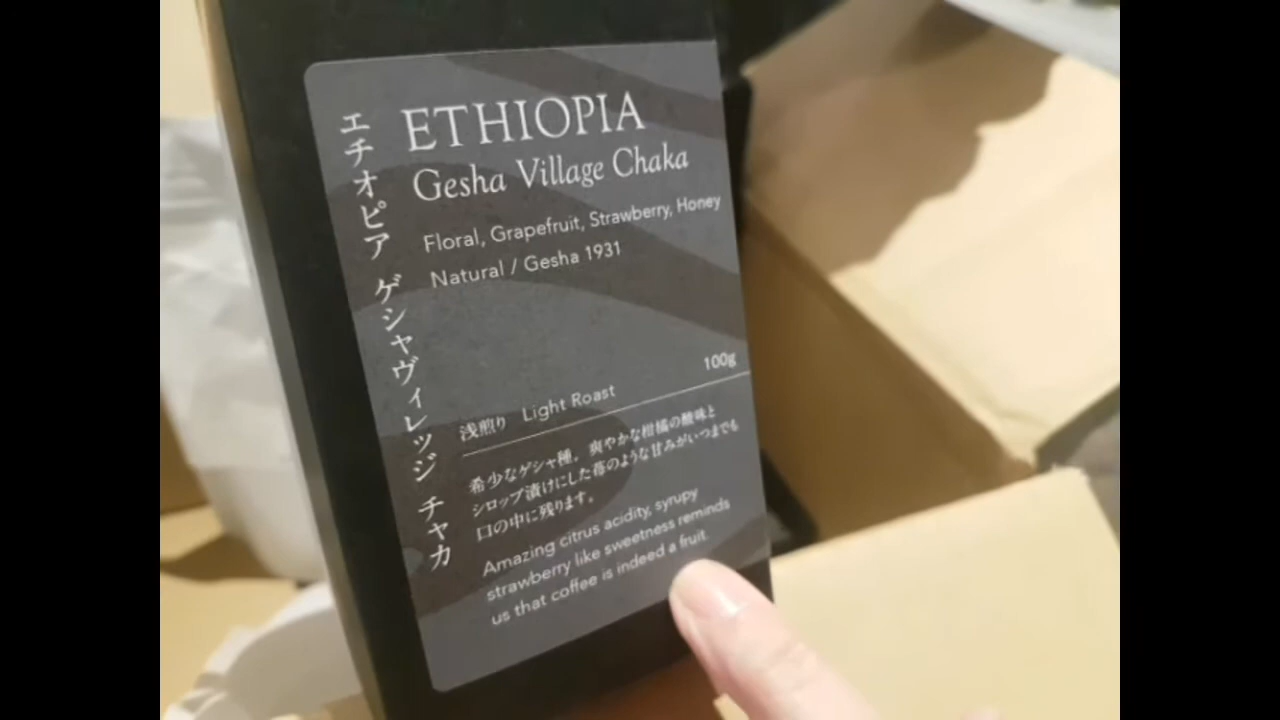 エチオピア ゲシャヴィレッジ チャカ
ETHIOPIA
Gesha Village Chaka
Floral, Grapefruit, Strawberry, Honey
Natural / Gesha 1931
100g
浅煎り Light Roast
希少なゲシャ種。爽やかな柑橘の酸味と
シロップ漬けにした苺のような甘みがいつまでも
口の中に残ります。
Amazing citrus acidity, syrupy
strawberry like sweetness reminds
us that coffee is indeed a fruit.